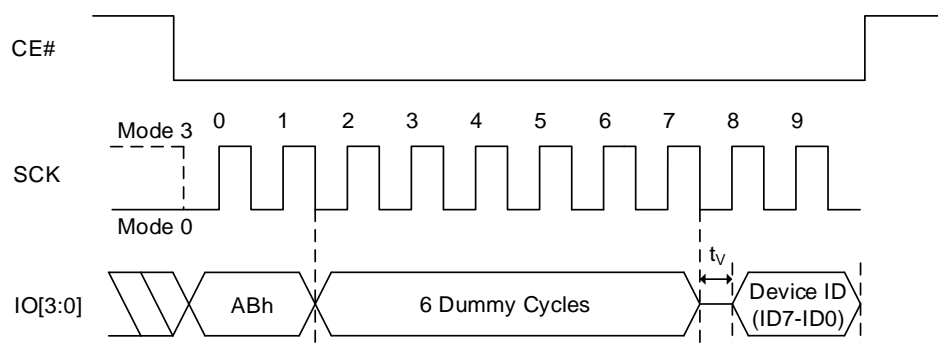 CE#
0 1 2 3 4 5 6 7 8 9
Mode 3
SCK
Mode 0
tV
IO[3:0]
ABh
6 Dummy Cycles
Device ID
(ID7-ID0)